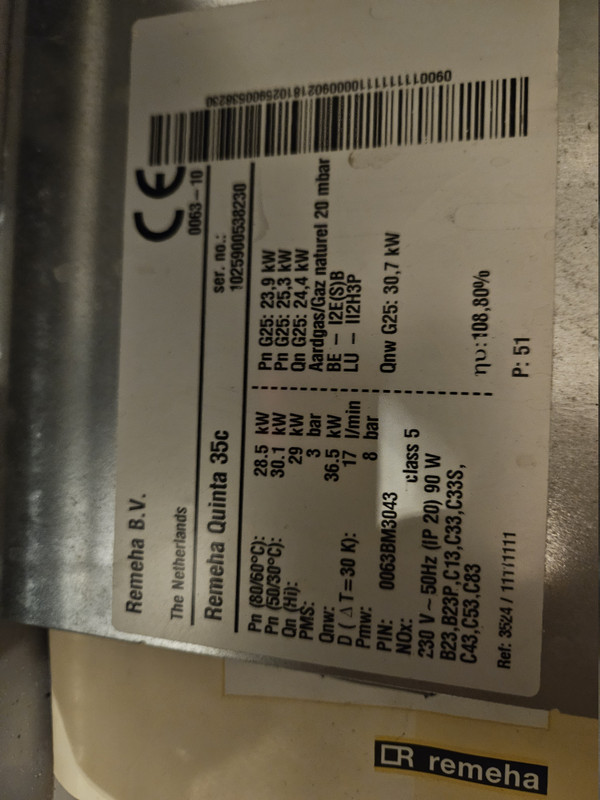 Remeha B.V.
The Netherlands
CE
0063-10
Remeha Quinta 35c
ser. no.:
1025900538230
Pn (80/60°C): 28.5 kW
Pn (50/30°C): 30.1 kW
Qn (Hi): 29 kW
PMS: 3 bar
Qnw: 36.5 kW
D (ΔT=30 K): 17 l/min
Pmw: 8 bar
PIN: 0063BM3043
NOx: class 5
230 V ~ 50Hz (IP 20) 90 W
B23,B23P,C13,C33,C33S,
C43,C53,C83
Pn G25: 23,9 kW
Pn G25: 25,3 kW
Qn G25: 24,4 kW
Aardgas/Gaz naturel 20 mbar
BE - I2E(S)B
LU - II2H3P
Qnw G25: 30,7 kW
ηυ:108,80%
Ref: 3524 / 111/1111
P: 51
remeha